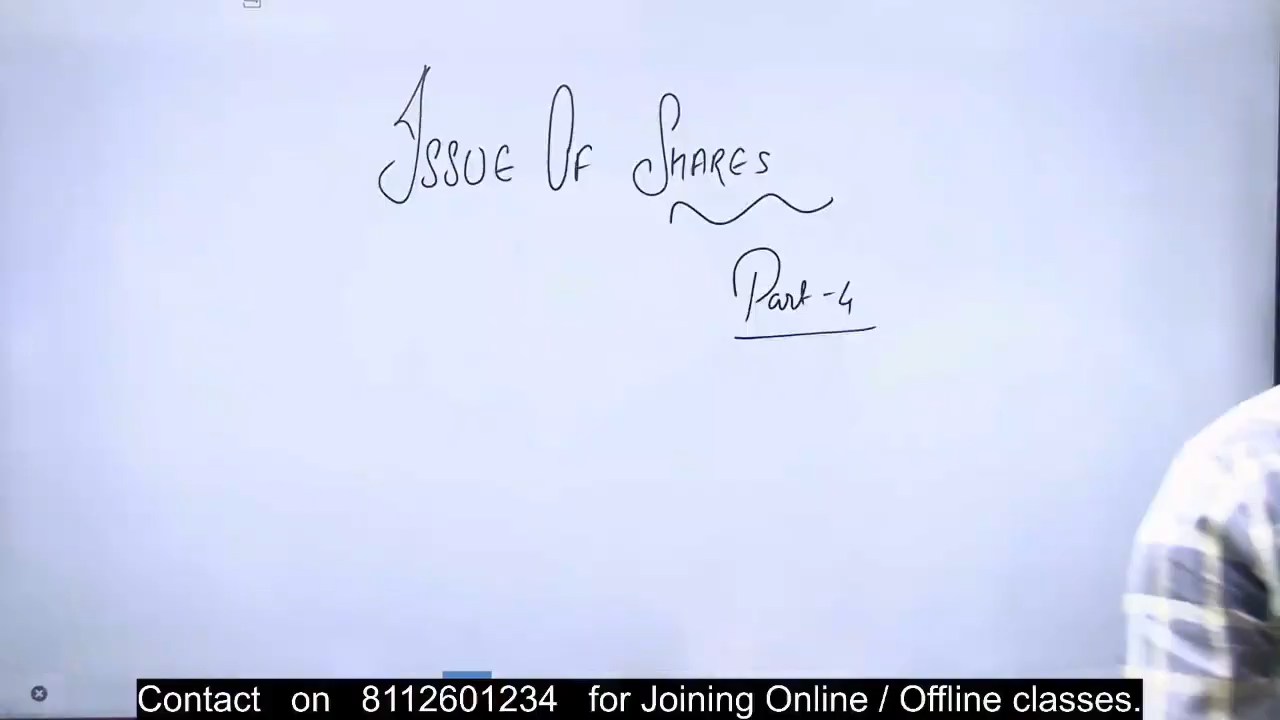 ISSUE OF SHARES
Part-4
Contact on 8112601234 for Joining Online / Offline classes.